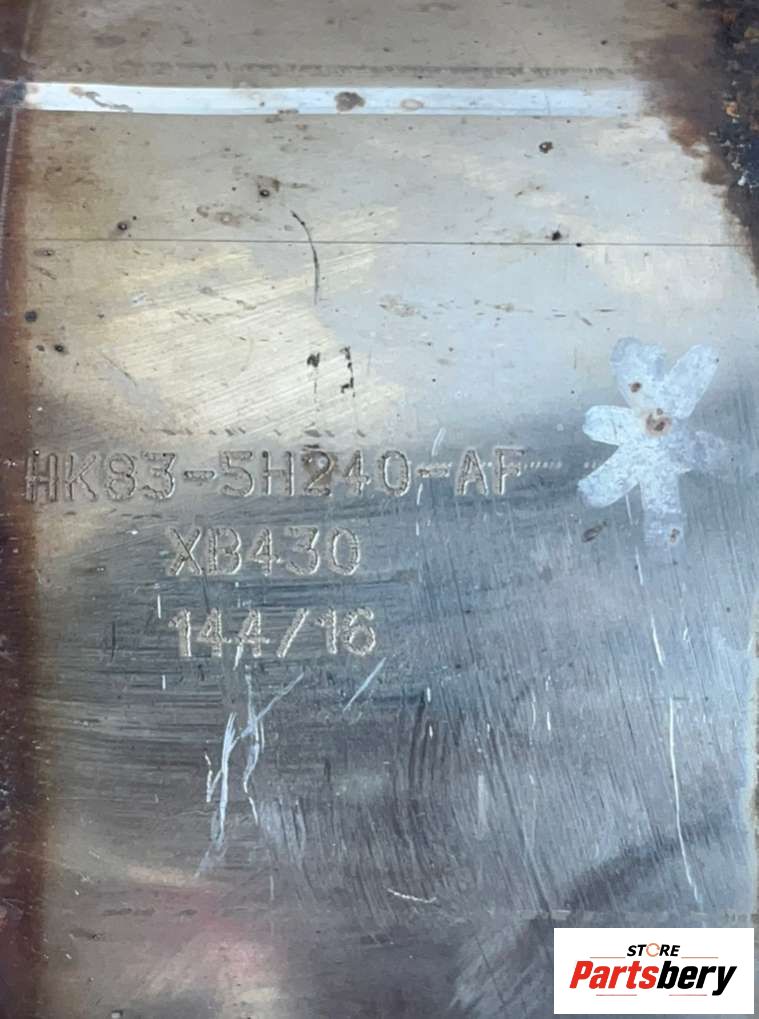 HK83-5H240-AF
XB430
144/16
STORE
Partsbery